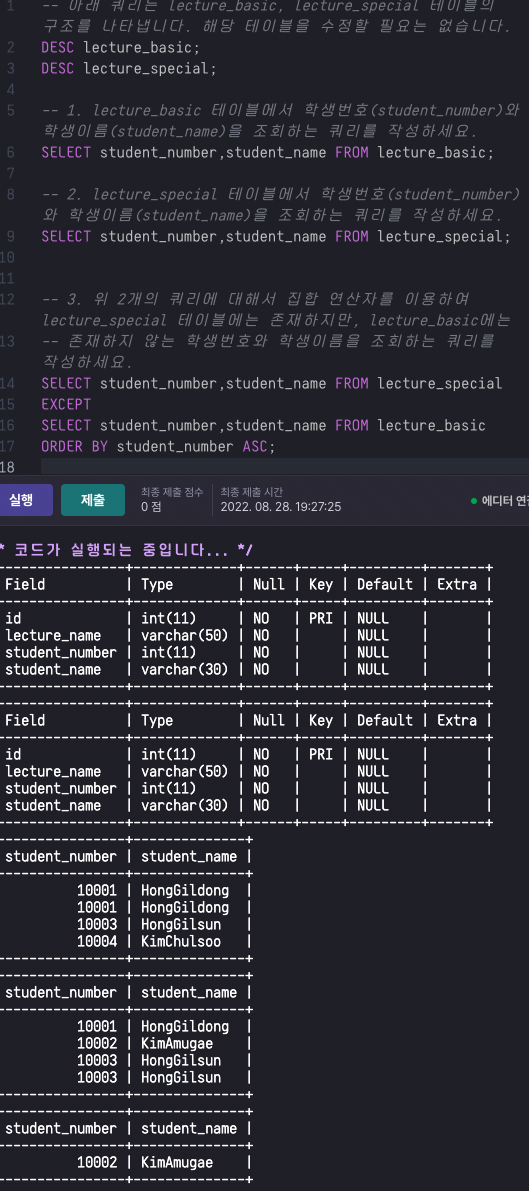 1 -- 아래 쿼리는 lecture_basic, lecture_special 테이블의
구조를 나타냅니다. 해당 테이블을 수정할 필요는 없습니다.
2 DESC lecture_basic;
3 DESC lecture_special;
4
5 -- 1. lecture_basic 테이블에서 학생번호(student_number)와
학생이름(student_name)을 조회하는 쿼리를 작성하세요.
6 SELECT student_number,student_name FROM lecture_basic;
7
8 -- 2. lecture_special 테이블에서 학생번호(student_number)
와 학생이름(student_name)을 조회하는 쿼리를 작성하세요.
9 SELECT student_number,student_name FROM lecture_special;
10
11
12 -- 3. 위 2개의 쿼리에 대해서 집합 연산자를 이용하여
lecture_special 테이블에는 존재하지만, lecture_basic에는
13 -- 존재하지 않는 학생번호와 학생이름을 조회하는 쿼리를
작성하세요.
14 SELECT student_number,student_name FROM lecture_special
15 EXCEPT
16 SELECT student_number,student_name FROM lecture_basic
17 ORDER BY student_number ASC;
18
실행 제출 최종 제출 점수 최종 제출 시간
0 점 2022. 08. 28. 19:27:25 에디터 연
* 코드가 실행되는 중입니다... */
---------------+-------------+------+-----+---------+-------+
Field | Type | Null | Key | Default | Extra |
---------------+-------------+------+-----+---------+-------+
id | int(11) | NO | PRI | NULL | |
lecture_name | varchar(50) | NO | | NULL | |
student_number | int(11) | NO | | NULL | |
student_name | varchar(30) | NO | | NULL | |
---------------+-------------+------+-----+---------+-------+
---------------+-------------+------+-----+---------+-------+
Field | Type | Null | Key | Default | Extra |
---------------+-------------+------+-----+---------+-------+
id | int(11) | NO | PRI | NULL | |
lecture_name | varchar(50) | NO | | NULL | |
student_number | int(11) | NO | | NULL | |
student_name | varchar(30) | NO | | NULL | |
---------------+-------------+------+-----+---------+-------+
---------------+--------------+
student_number | student_name |
---------------+--------------+
10001 | HongGildong |
10001 | HongGildong |
10003 | HongGilsun |
10004 | KimChulsoo |
---------------+--------------+
---------------+--------------+
student_number | student_name |
---------------+--------------+
10001 | HongGildong |
10002 | KimAmugae |
10003 | HongGilsun |
10003 | HongGilsun |
---------------+--------------+
---------------+--------------+
student_number | student_name |
---------------+--------------+
10002 | KimAmugae |
---------------+--------------+